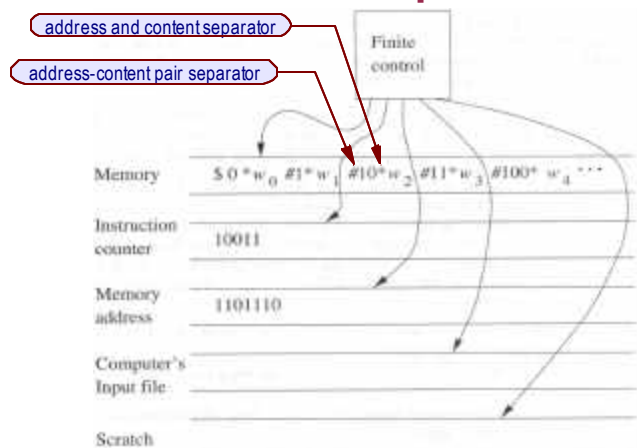 address and content separator
Finite
control
address-content pair separator
Memory $ 0 * w0 #1* w1 #10* w2 #11* w3 #100* w4 ...
Instruction
counter
10011
Memory
address
1101110
Computer's
Input file
Scratch